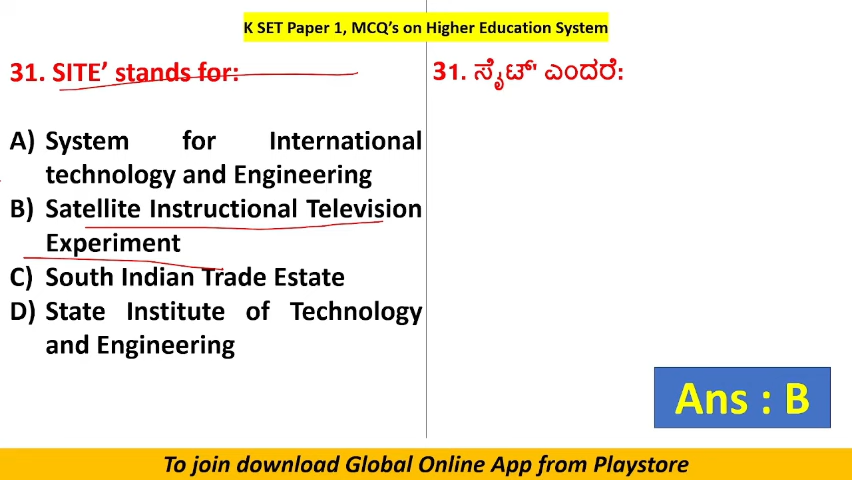 K SET Paper 1, MCQ's on Higher Education System
31. SITE' stands for:
A) System for International
technology and Engineering
B) Satellite Instructional Television
Experiment
C) South Indian Trade Estate
D) State Institute of Technology
and Engineering
31. ಸೈಟ್' ಎಂದರೆ:
Ans : B
To join download Global Online App from Playstore